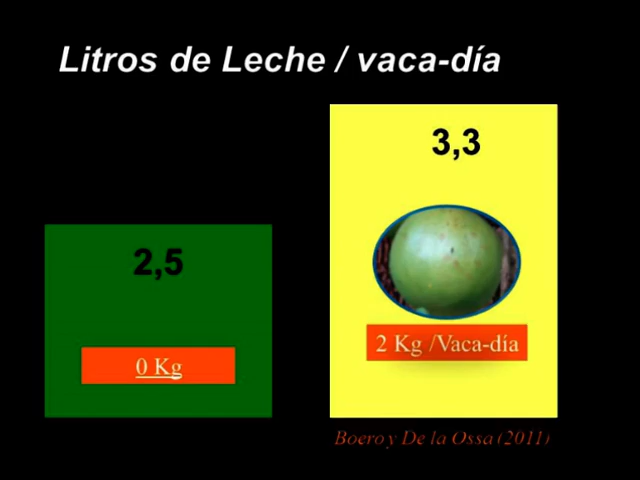 Litros de Leche / vaca-día
3,3
2,5
2 Kg /Vaca-día
0 Kg
Boero y De la Ossa (2011)